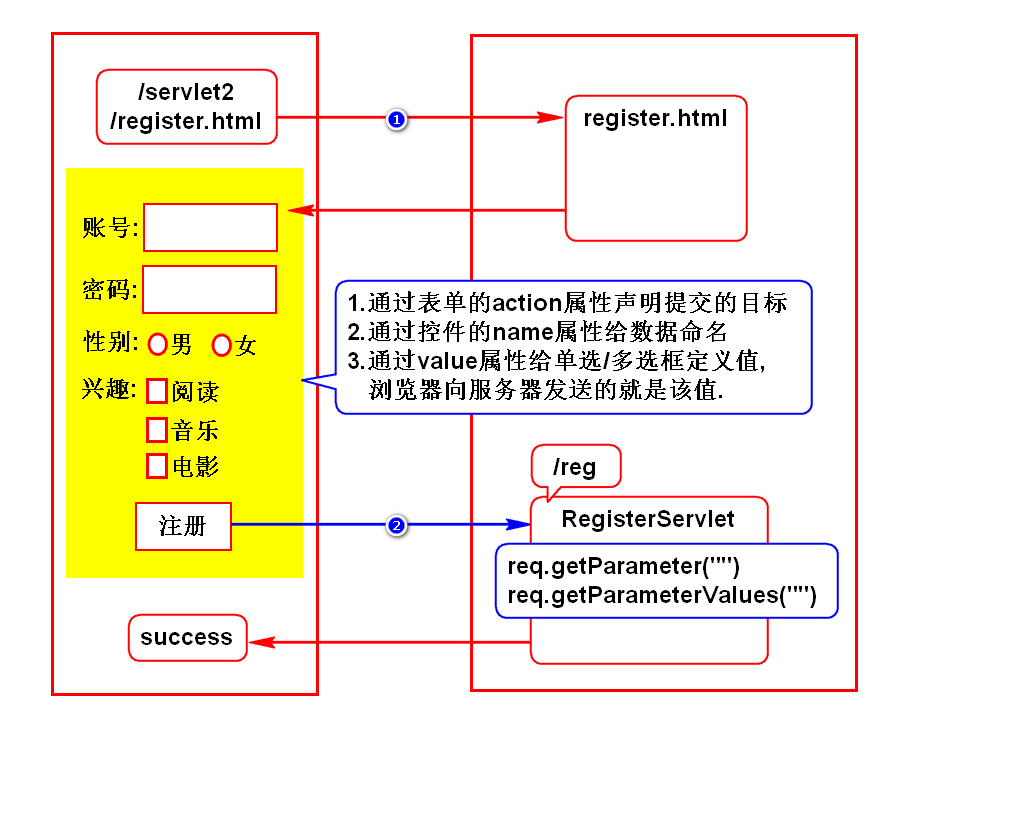 /servlet2
/register.html
1
register.html
账号:
密码:
性别: 男 女
兴趣: 阅读
音乐
电影
注册
1.通过表单的action属性声明提交的目标
2.通过控件的name属性给数据命名
3.通过value属性给单选/多选框定义值,
浏览器向服务器发送的就是该值.
/reg
2
RegisterServlet
req.getParameter("")
req.getParameterValues("")
success